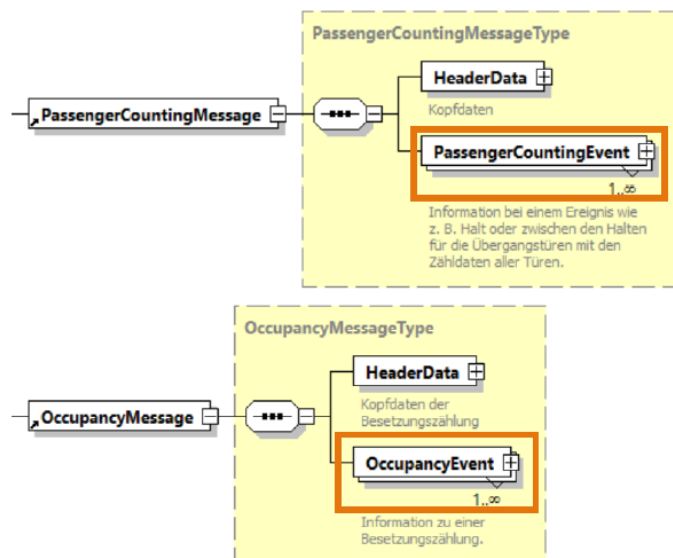 PassengerCountingMessageType
HeaderData
Kopfdaten
PassengerCountingMessage
PassengerCountingEvent
1..∞
Information bei einem Ereignis wie
z. B. Halt oder zwischen den Halten
für die Übergangstüren mit den
Zähldaten aller Türen.
OccupancyMessageType
HeaderData
Kopfdaten der
Besetzungszählung
OccupancyMessage
OccupancyEvent
1..∞
Information zu einer
Besetzungszählung.